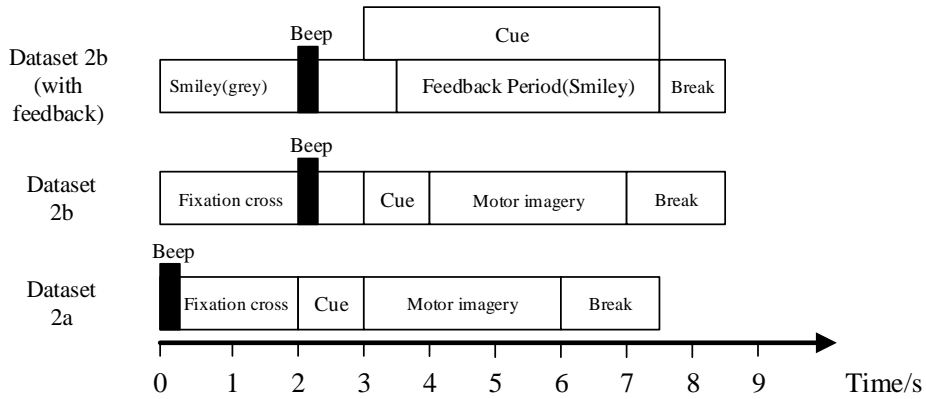 Beep
Cue
Dataset 2b
(with
feedback)
Smiley(grey)
Feedback Period(Smiley)
Break
Beep
Dataset
2b
Fixation cross
Cue
Motor imagery
Break
Beep
Dataset
2a
Fixation cross
Cue
Motor imagery
Break
0 1 2 3 4 5 6 7 8 9 Time/s